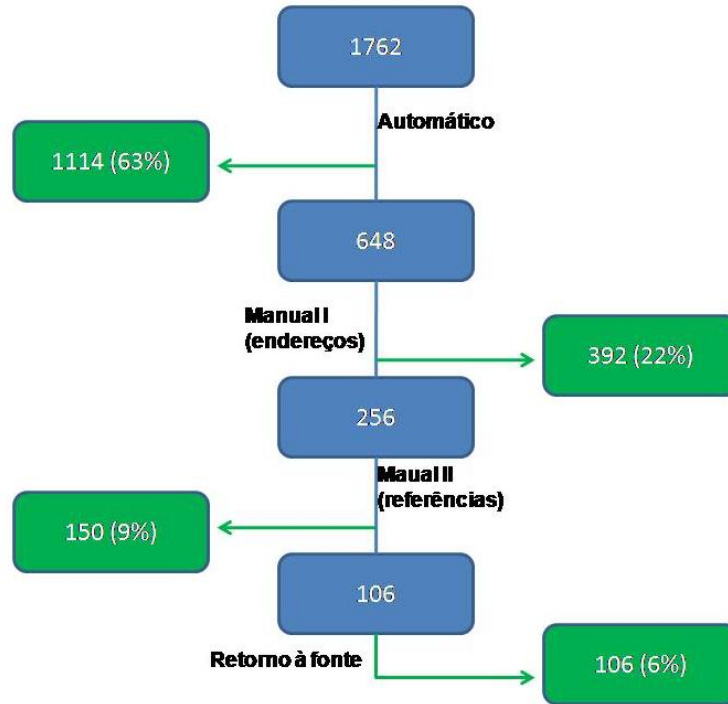 1762
Automático
1114 (63%)
648
Manual I
(endereços)
392 (22%)
256
Maual II
(referências)
150 (9%)
106
Retorno à fonte
106 (6%)